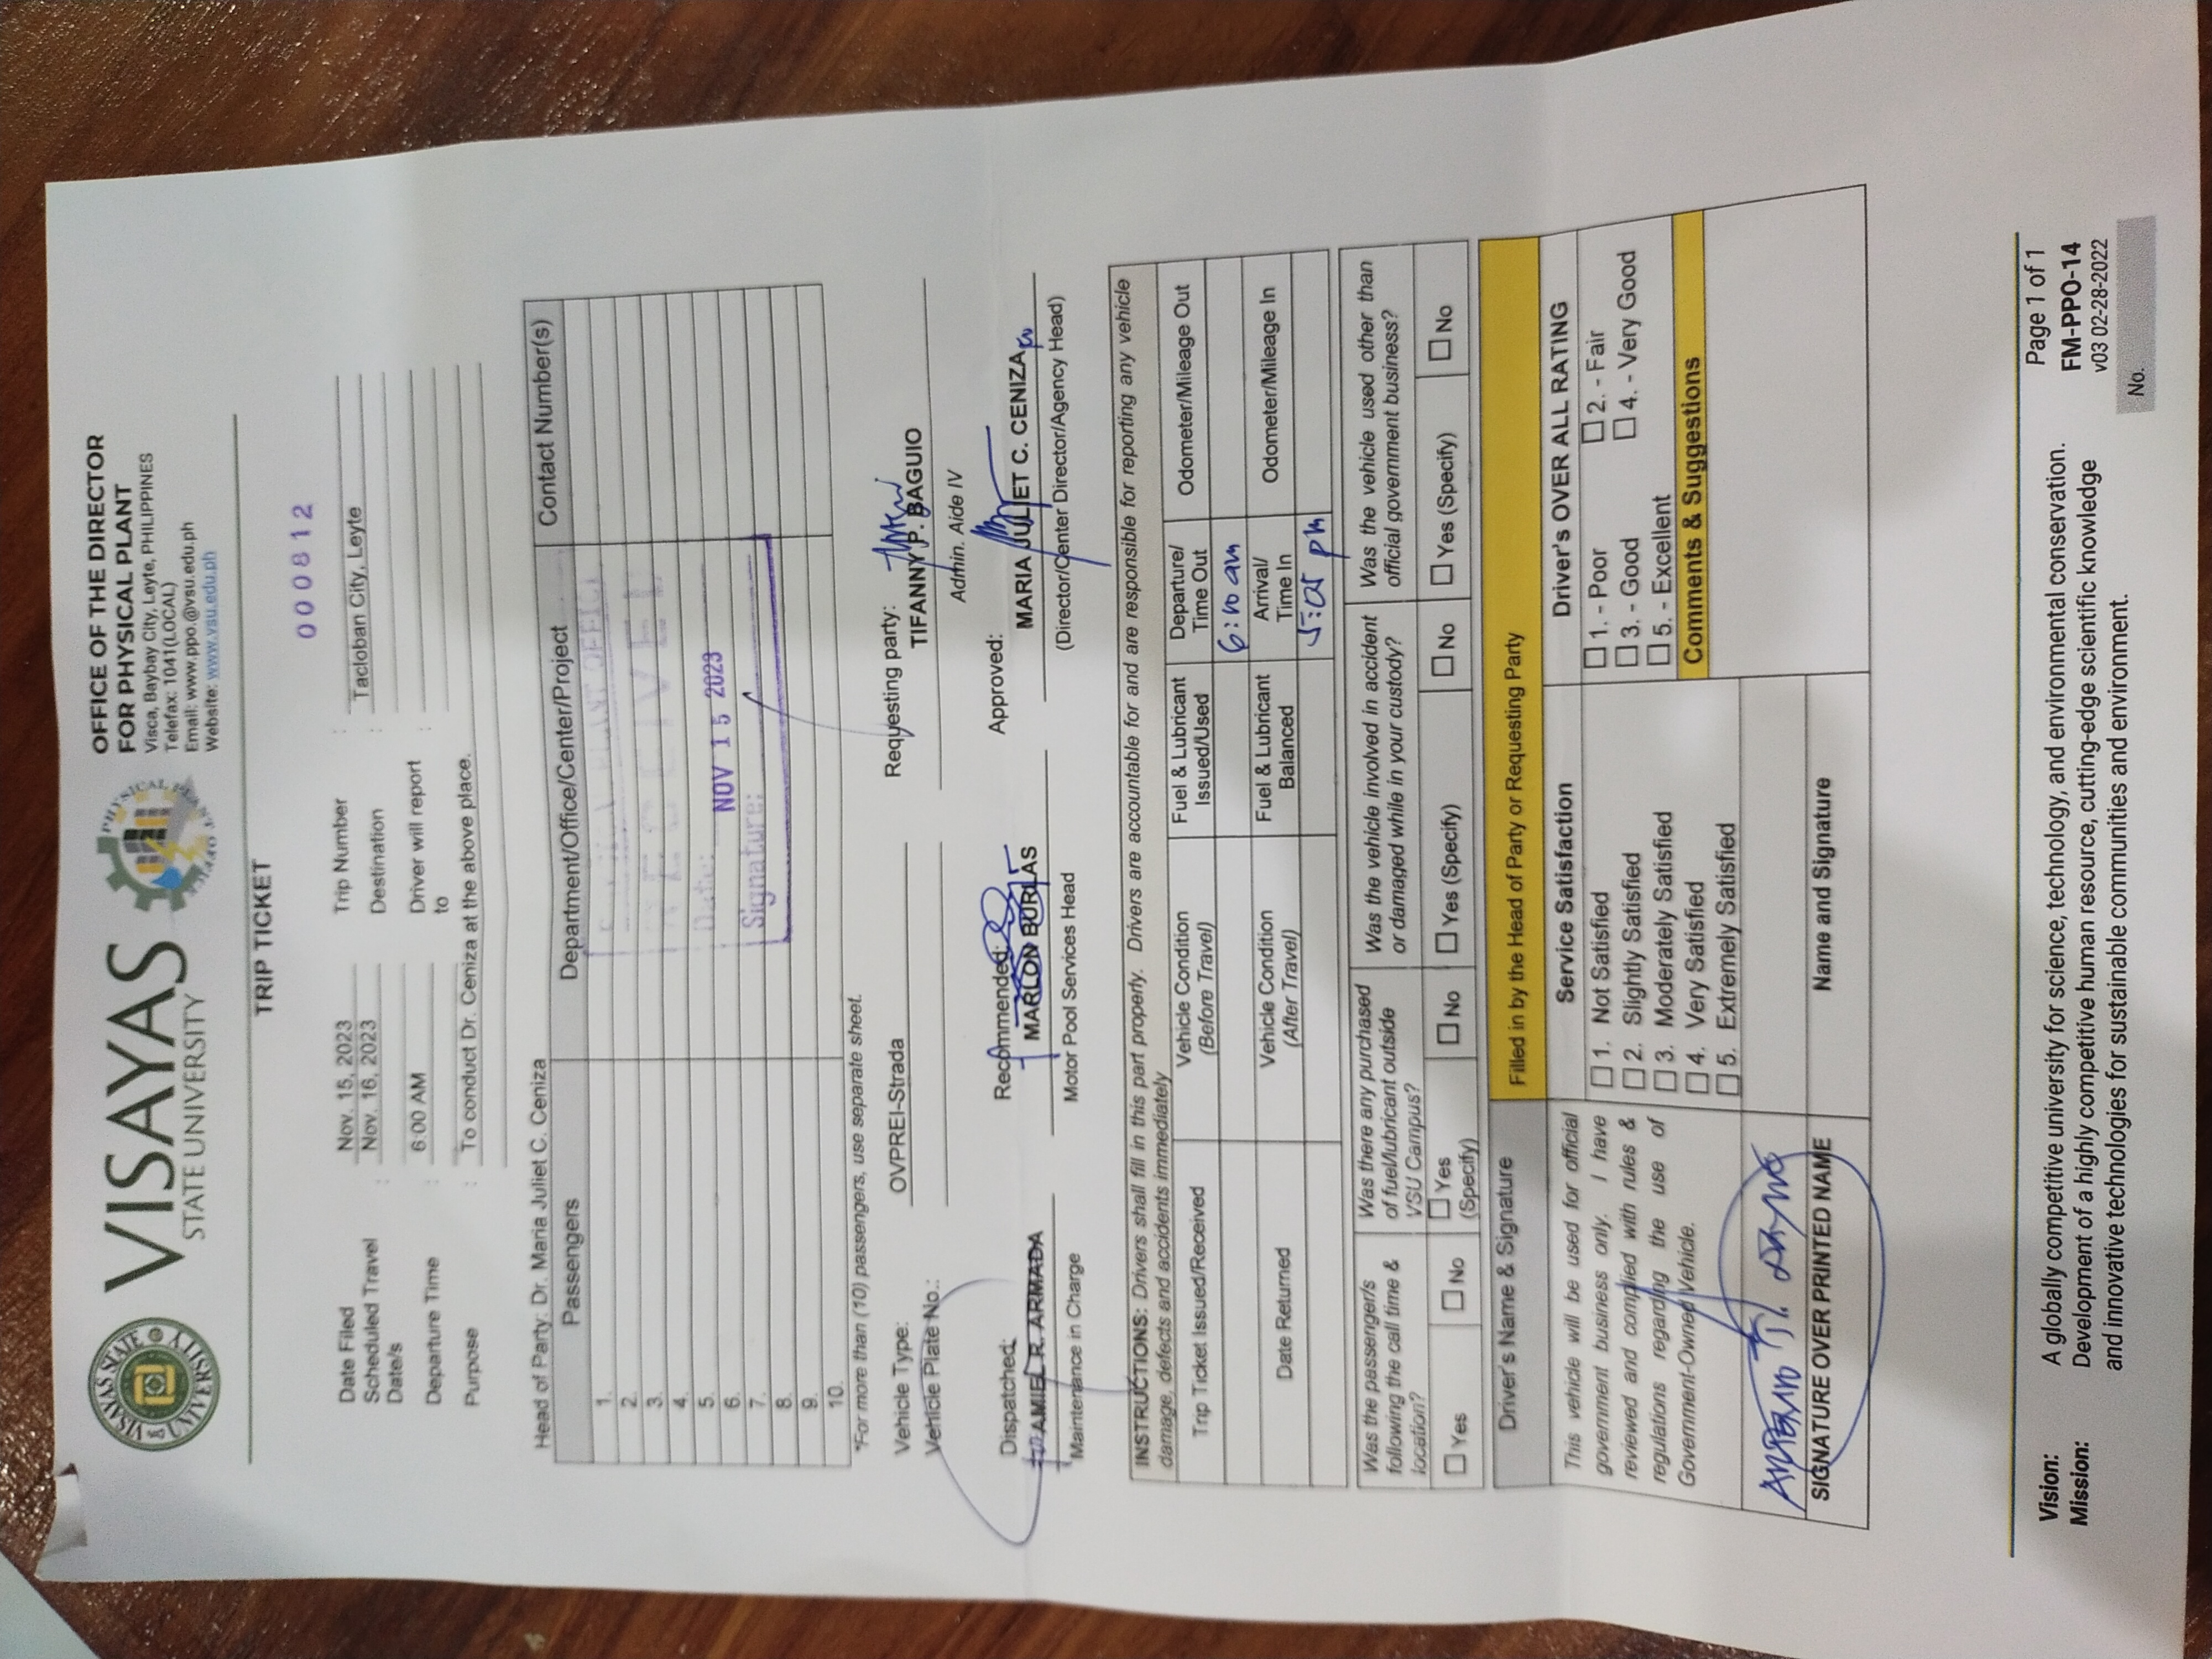 VISAYAS
STATE UNIVERSITY
OFFICE OF THE DIRECTOR
FOR PHYSICAL PLANT
Visca, Baybay City, Leyte, PHILIPPINES
Telefax: 1041(LOCAL)
Email: www.ppo.@vsu.edu.ph
Website: www.vsu.edu.ph
TRIP TICKET
000812
Date Filed Nov. 15, 2023 Trip Number :
Scheduled Travel Date/s : Nov. 16, 2023 Destination : Tacloban City, Leyte
Departure Time : 6:00 AM Driver will report to :
Purpose : To conduct Dr. Ceniza at the above place.
Head of Party: Dr. Maria Juliet C. Ceniza
Passengers Department/Office/Center/Project Contact Number(s)
1.
2.
3.
4.
5.
6.
7.
8.
9.
10.
RECEIVED
Date: NOV 15 2023
Signature:
*For more than (10) passengers, use separate sheet.
Vehicle Type: OVPREI-Strada
Vehicle Plate No.:
Requesting party:
TIFANNY P. BAGUIO
Admin. Aide IV
Dispatched: Recommended: Approved:
AMIEL R. ARMADA MARLON BURLAS MARIA JULIET C. CENIZA
Maintenance in Charge Motor Pool Services Head (Director/Center Director/Agency Head)
INSTRUCTIONS: Drivers shall fill in this part properly. Drivers are accountable for and are responsible for reporting any vehicle
damage, defects and accidents immediately
Trip Ticket Issued/Received Vehicle Condition (Before Travel) Fuel & Lubricant Issued/Used Departure/ Time Out Odometer/Mileage Out
6:10 am
Date Returned Vehicle Condition (After Travel) Fuel & Lubricant Balanced Arrival/ Time In Odometer/Mileage In
5:05 pm
Was the passenger/s following the call time & location? Was there any purchased of fuel/lubricant outside VSU Campus? Was the vehicle involved in accident or damaged while in your custody? Was the vehicle used other than official government business?
☐ Yes ☐ No ☐ Yes (Specify) ☐ No ☐ Yes (Specify) ☐ No ☐ Yes (Specify) ☐ No
Driver's Name & Signature Filled in by the Head of Party or Requesting Party
This vehicle will be used for official
government business only. I have
reviewed and complied with rules &
regulations regarding the use of
Government-Owned Vehicle.
SIGNATURE OVER PRINTED NAME
Service Satisfaction
☐ 1. Not Satisfied
☐ 2. Slightly Satisfied
☐ 3. Moderately Satisfied
☐ 4. Very Satisfied
☐ 5. Extremely Satisfied
Name and Signature
Driver's OVER ALL RATING
☐ 1. - Poor ☐ 2. - Fair
☐ 3. - Good ☐ 4. - Very Good
☐ 5. - Excellent
Comments & Suggestions
Vision: A globally competitive university for science, technology, and environmental conservation.
Mission: Development of a highly competitive human resource, cutting-edge scientific knowledge
and innovative technologies for sustainable communities and environment.
Page 1 of 1
FM-PPO-14
v03 02-28-2022
No.